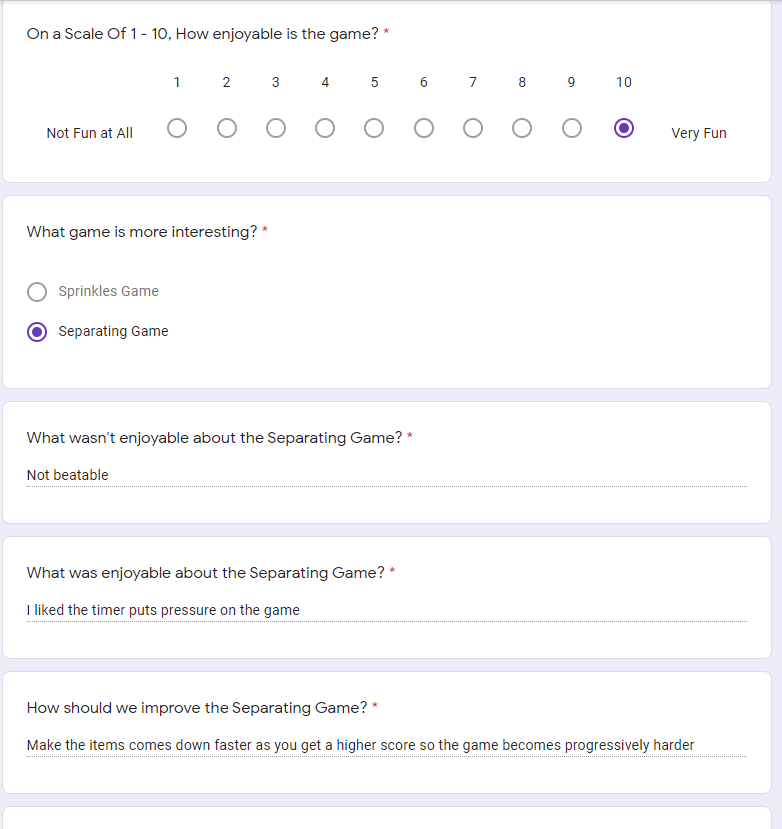 On a Scale Of 1 - 10, How enjoyable is the game? *
1 2 3 4 5 6 7 8 9 10
Not Fun at All Very Fun
What game is more interesting? *
Sprinkles Game
Separating Game
What wasn't enjoyable about the Separating Game? *
Not beatable
What was enjoyable about the Separating Game? *
I liked the timer puts pressure on the game
How should we improve the Separating Game? *
Make the items comes down faster as you get a higher score so the game becomes progressively harder